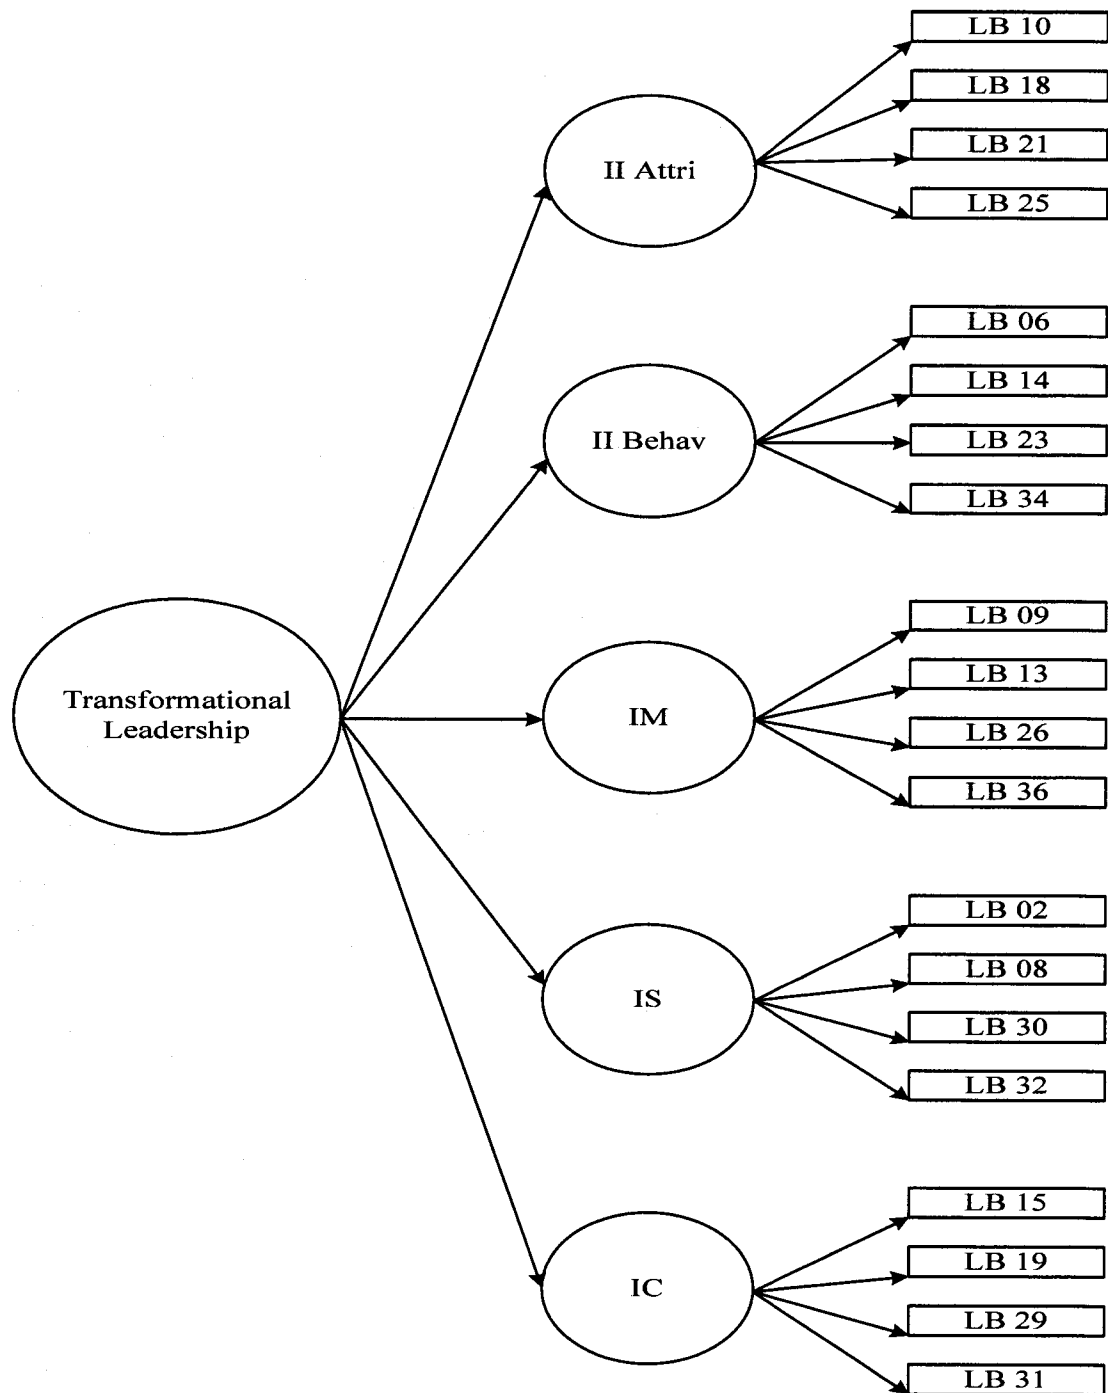 LB 10
LB 18
LB 21
LB 25
II Attri
LB 06
LB 14
LB 23
LB 34
II Behav
Transformational
Leadership
LB 09
LB 13
LB 26
LB 36
IM
LB 02
LB 08
LB 30
LB 32
IS
LB 15
LB 19
LB 29
LB 31
IC